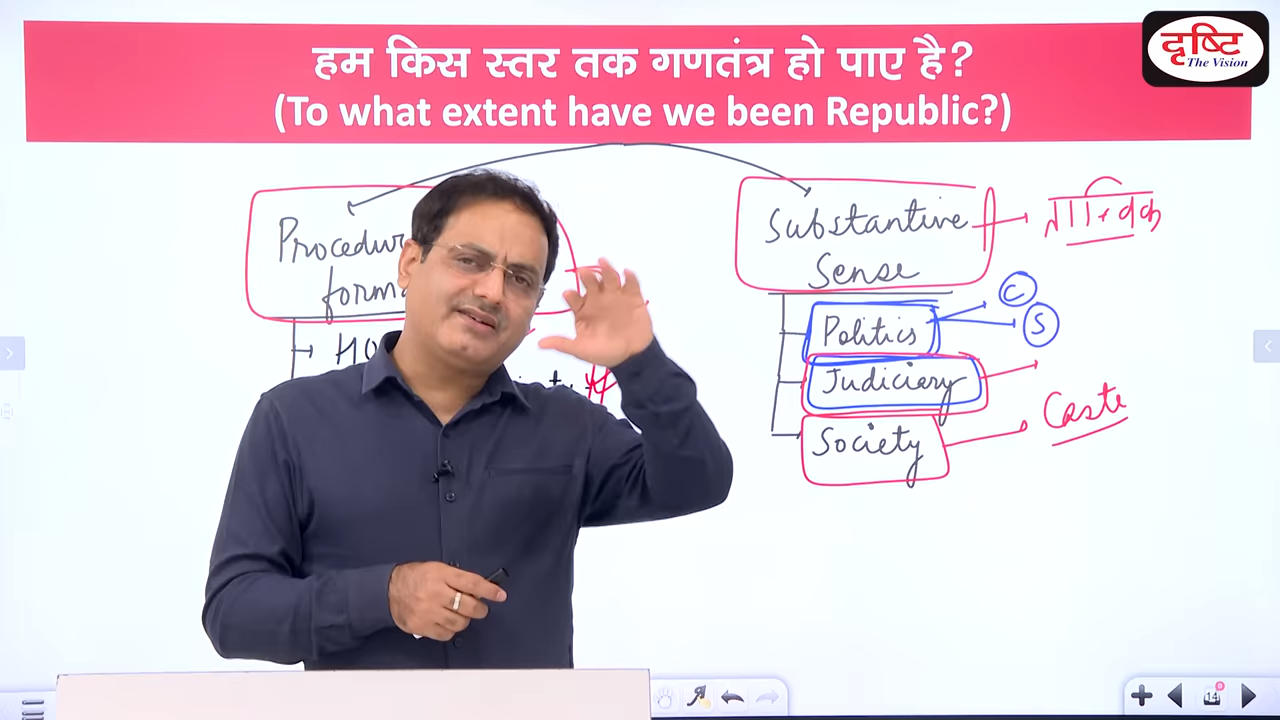 हम किस स्तर तक गणतंत्र हो पाए है?
(To what extent have we been Republic?)
दृष्टि
The Vision
Substantive
Sense
Politics
C
S
Judiciary
Society
Caste
14